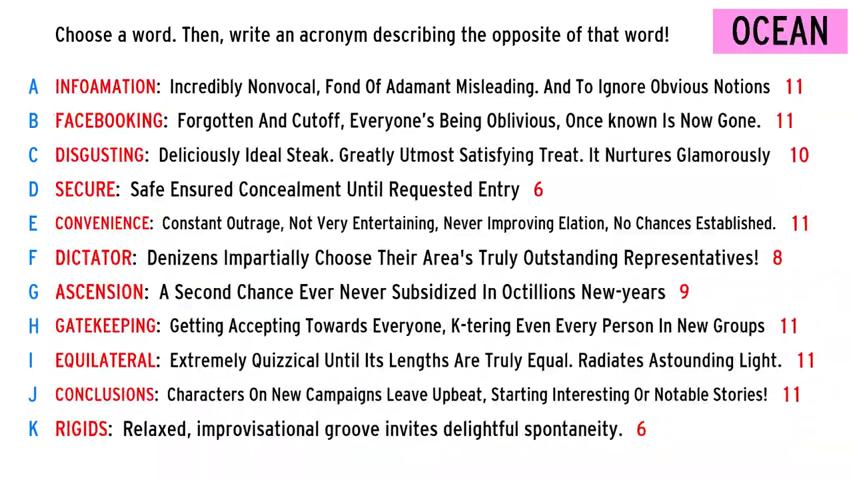 Choose a word. Then, write an acronym describing the opposite of that word!
OCEAN
A INFOAMATION: Incredibly Nonvocal, Fond Of Adamant Misleading. And To Ignore Obvious Notions 11
B FACEBOOKING: Forgotten And Cutoff, Everyone's Being Oblivious, Once known Is Now Gone. 11
C DISGUSTING: Deliciously Ideal Steak. Greatly Utmost Satisfying Treat. It Nurtures Glamorously 10
D SECURE: Safe Ensured Concealment Until Requested Entry 6
E CONVENIENCE: Constant Outrage, Not Very Entertaining, Never Improving Elation, No Chances Established. 11
F DICTATOR: Denizens Impartially Choose Their Area's Truly Outstanding Representatives! 8
G ASCENSION: A Second Chance Ever Never Subsidized In Octillions New-years 9
H GATEKEEPING: Getting Accepting Towards Everyone, K-tering Even Every Person In New Groups 11
I EQUILATERAL: Extremely Quizzical Until Its Lengths Are Truly Equal. Radiates Astounding Light. 11
J CONCLUSIONS: Characters On New Campaigns Leave Upbeat, Starting Interesting Or Notable Stories! 11
K RIGIDS: Relaxed, improvisational groove invites delightful spontaneity. 6